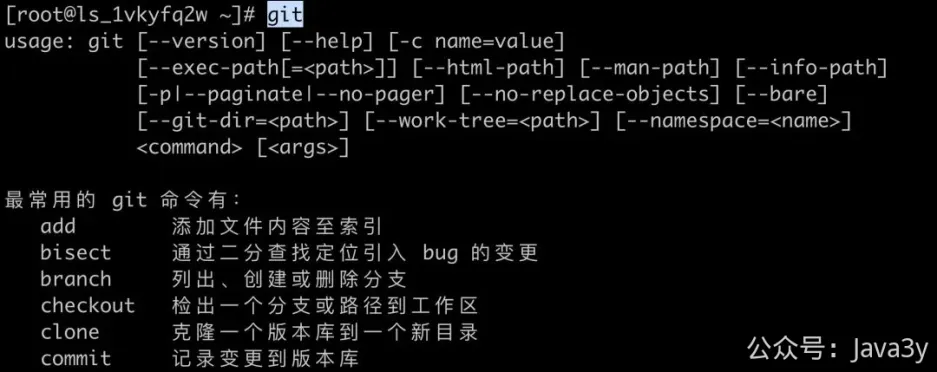 [root@ls_1vkyfq2w ~]# git
usage: git [--version] [--help] [-c name=value]
           [--exec-path[=<path>]] [--html-path] [--man-path] [--info-path]
           [-p|--paginate|--no-pager] [--no-replace-objects] [--bare]
           [--git-dir=<path>] [--work-tree=<path>] [--namespace=<name>]
           <command> [<args>]

最常用的 git 命令有：
   add        添加文件内容至索引
   bisect     通过二分查找定位引入 bug 的变更
   branch     列出、创建或删除分支
   checkout   检出一个分支或路径到工作区
   clone      克隆一个版本库到一个新目录
   commit     记录变更到版本库
公众号：Java3y